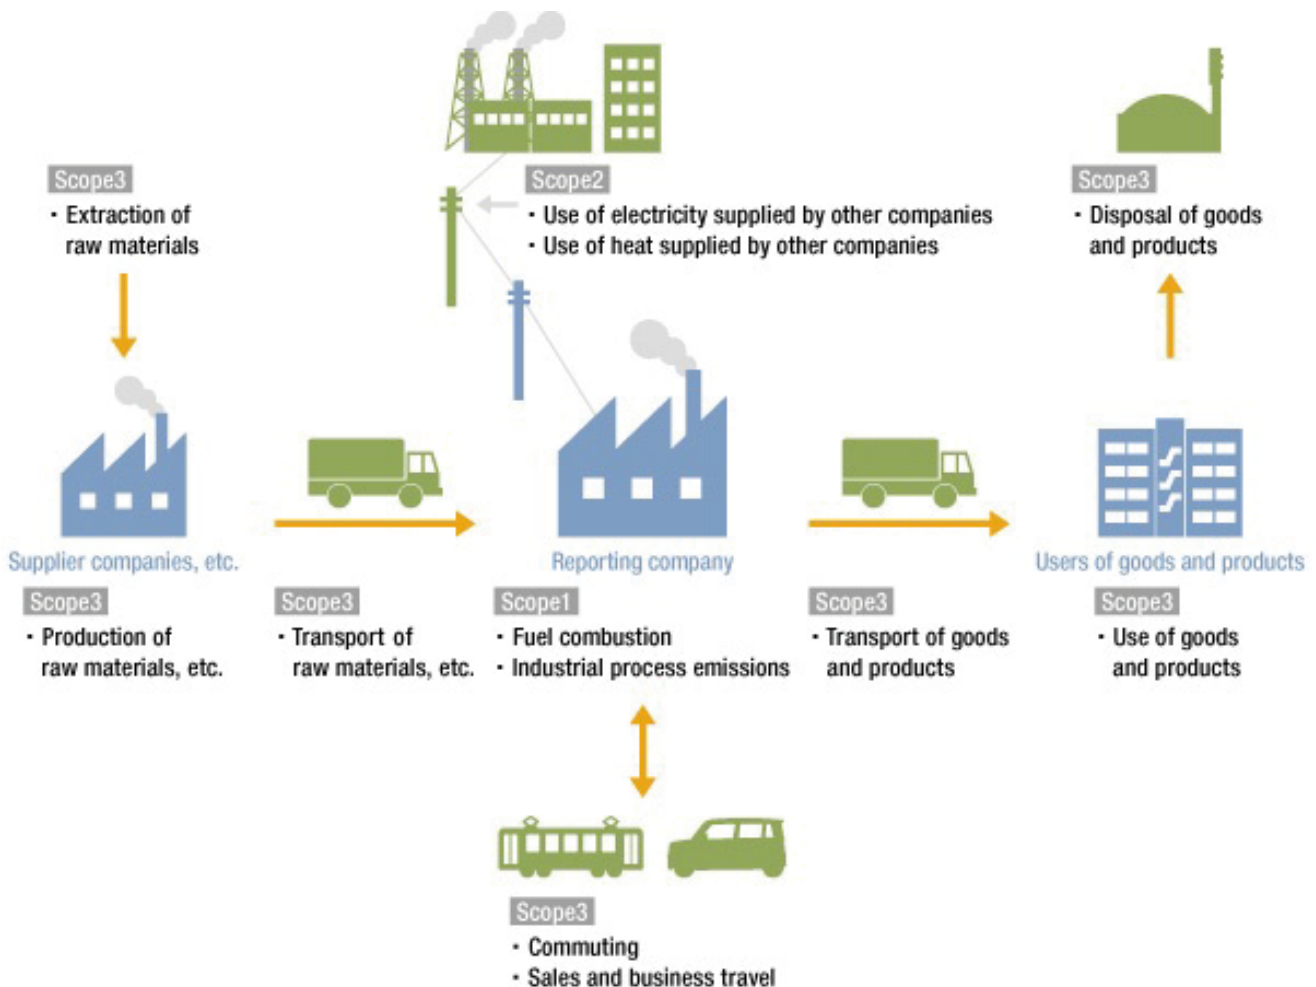 Scope3
・Extraction of
raw materials
Scope2
・Use of electricity supplied by other companies
・Use of heat supplied by other companies
Scope3
・Disposal of goods
and products
Supplier companies, etc.
Reporting company
Users of goods and products
Scope3
・Production of
raw materials, etc.
Scope3
・Transport of
raw materials, etc.
Scope1
・Fuel combustion
・Industrial process emissions
Scope3
・Transport of goods
and products
Scope3
・Use of goods
and products
Scope3
・Commuting
・Sales and business travel